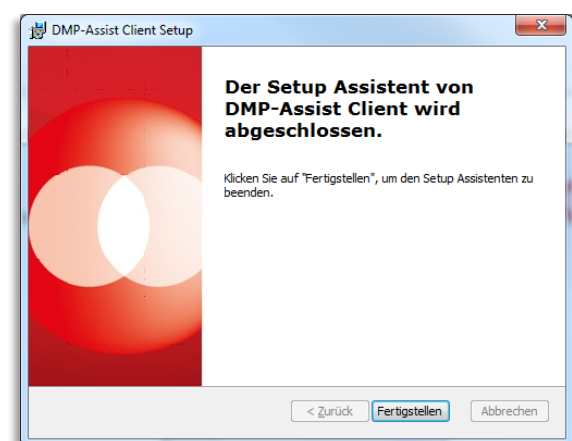 DMP-Assist Client Setup
Der Setup Assistent von
DMP-Assist Client wird
abgeschlossen.
Klicken Sie auf "Fertigstellen", um den Setup Assistenten zu
beenden.
< Zurück Fertigstellen Abbrechen